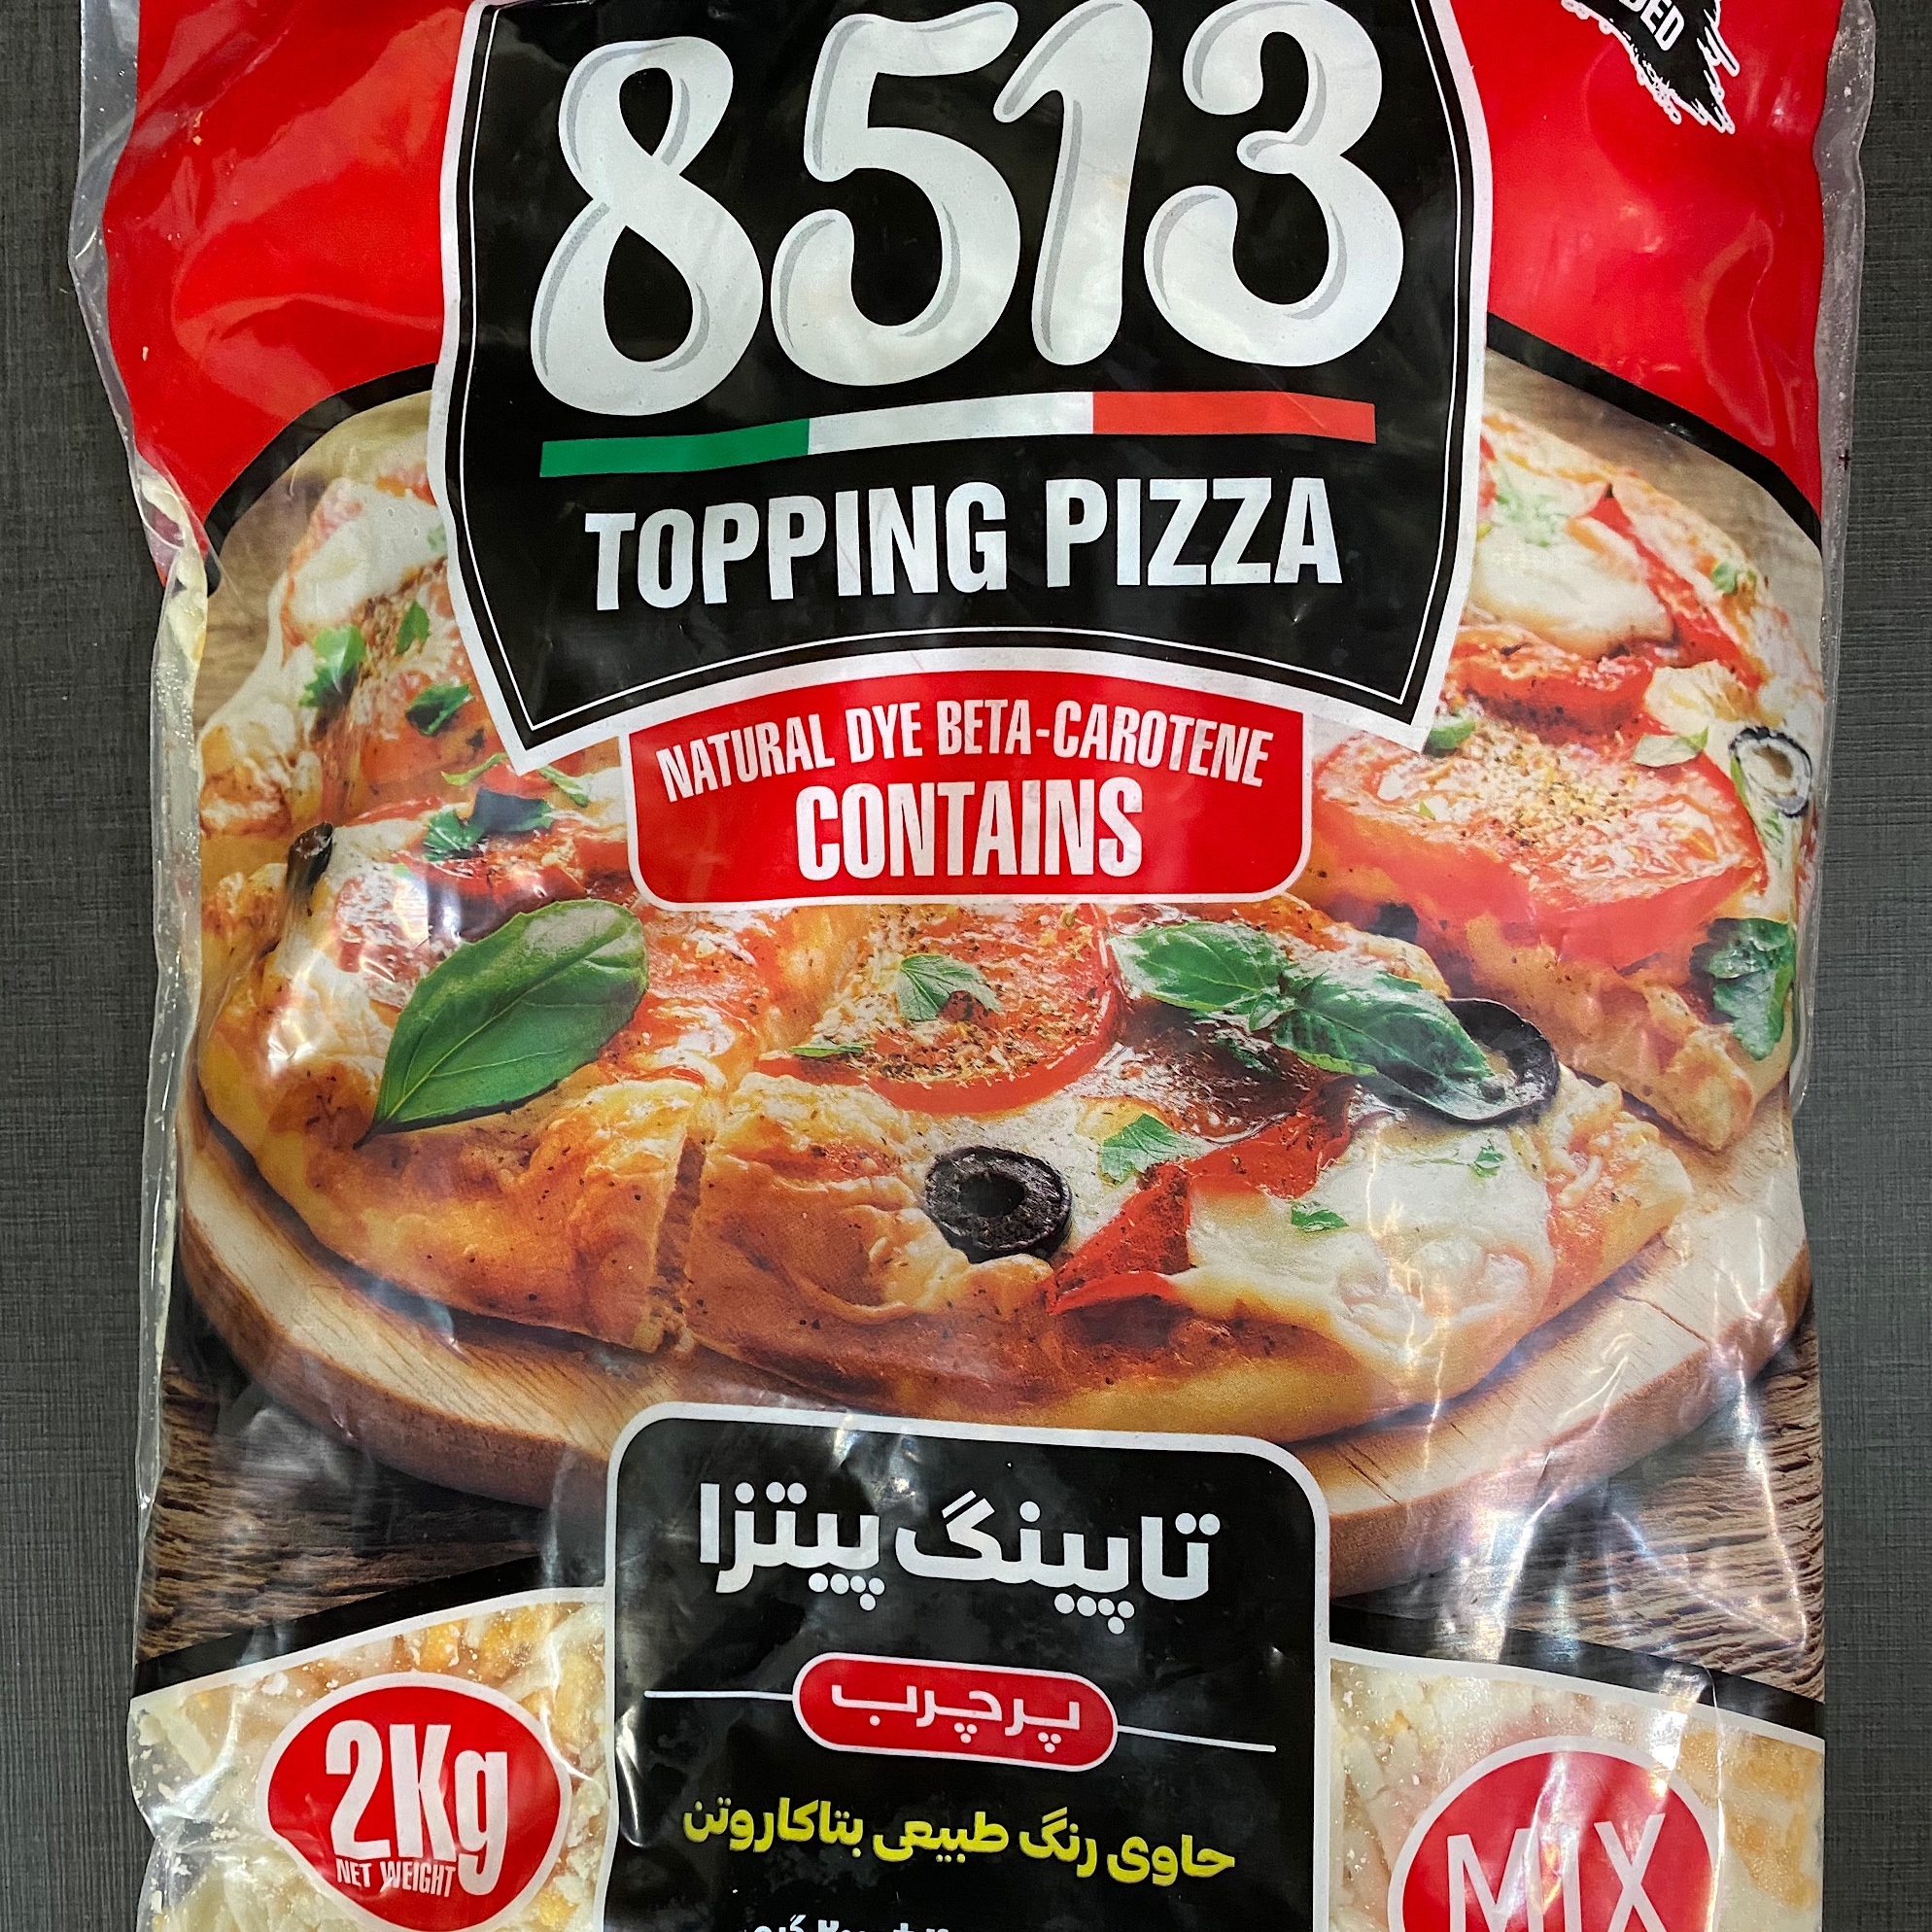 8513
TOPPING PIZZA
NATURAL DYE BETA-CAROTENE
CONTAINS
تاپینگ پیتزا
پرچرب
حاوی رنگ طبیعی بتاکاروتن
2Kg
NET WEIGHT
MIX